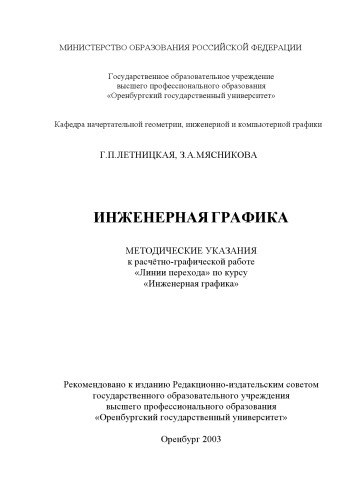 МИНИСТЕРСТВО ОБРАЗОВАНИЯ РОССИЙСКОЙ ФЕДЕРАЦИИ
Государственное образовательное учреждение
высшего профессионального образования
«Оренбургский государственный университет»
Кафедра начертательной геометрии, инженерной и компьютерной графики
Г.П.ЛЕТНИЦКАЯ, З.А.МЯСНИКОВА
ИНЖЕНЕРНАЯ ГРАФИКА
МЕТОДИЧЕСКИЕ УКАЗАНИЯ
к расчётно-графической работе
«Линии перехода» по курсу
«Инженерная графика»
Рекомендовано к изданию Редакционно-издательским советом
государственного образовательного учреждения
высшего профессионального образования
«Оренбургский государственный университет»
Оренбург 2003